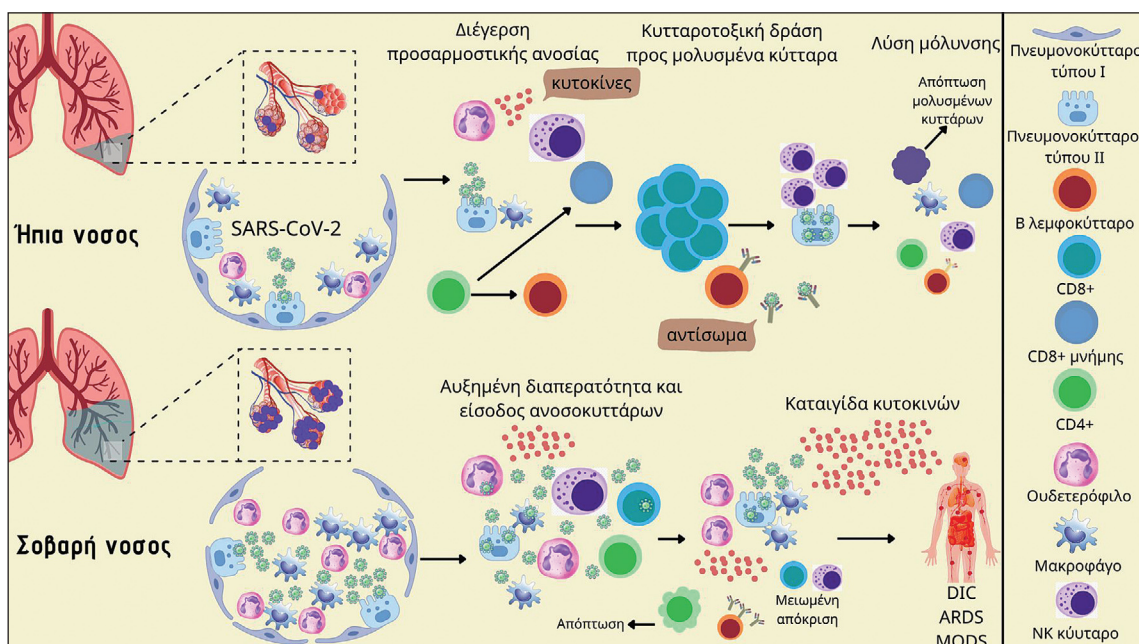 Διέγερση
προσαρμοστικής ανοσίας
Κυτταροτοξική δράση
προς μολυσμένα κύτταρα
Λύση μόλυνσης
κυτοκίνες
Απόπτωση
μολυσμένων
κυττάρων
Ήπια νοσος
SARS-CoV-2
αντίσωμα
Αυξημένη διαπερατότητα και
είσοδος ανοσοκυττάρων
Καταιγίδα κυτοκινών
Σοβαρή νοσος
Απόπτωση
Μειωμένη
απόκριση
DIC
ARDS
MODS
Πνευμονοκύτταρο
τύπου I
Πνευμονοκύτταρο
τύπου II
Β λεμφοκύτταρο
CD8+
CD8+ μνήμης
CD4+
Ουδετερόφιλο
Μακροφάγο
NK κύυταρο